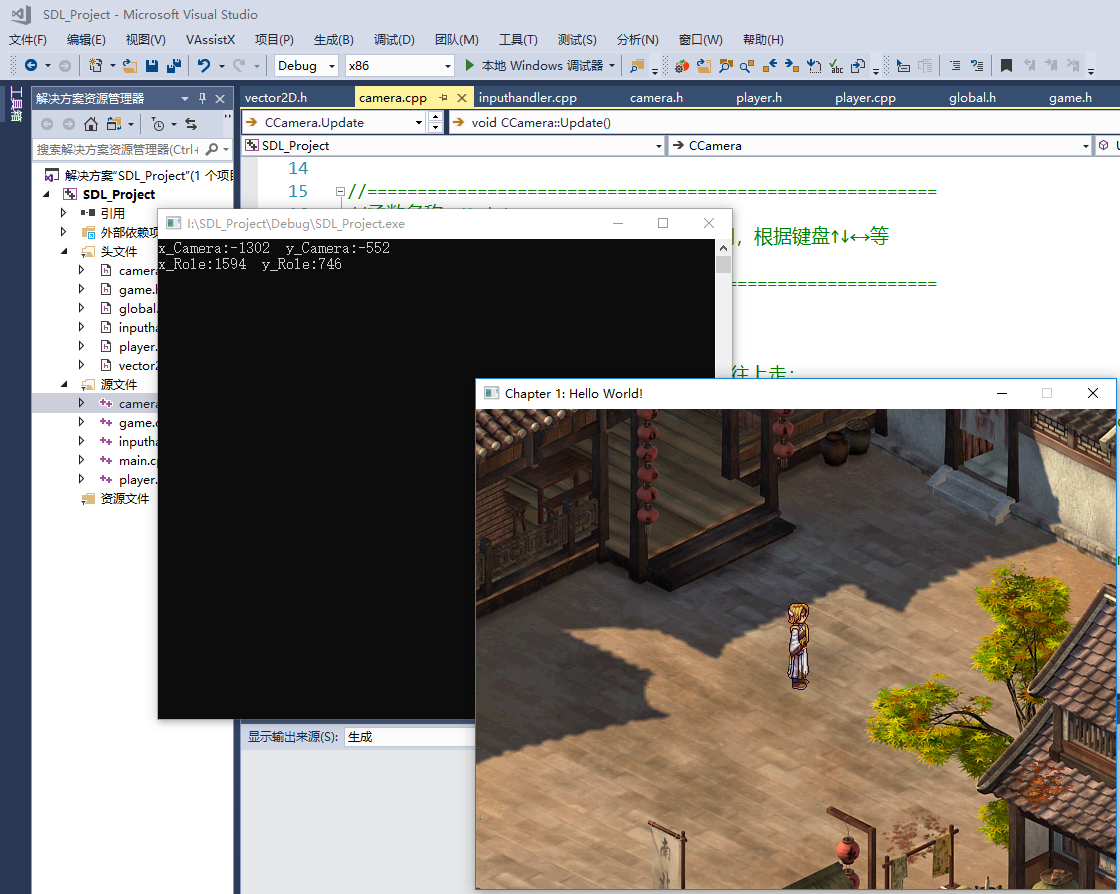 SDL_Project - Microsoft Visual Studio
文件(F) 编辑(E) 视图(V) VAssistX 项目(P) 生成(B) 调试(D) 团队(M) 工具(T) 测试(S) 分析(N) 窗口(W) 帮助(H)
Debug x86 本地 Windows 调试器
工具箱
解决方案资源管理器
vector2D.h camera.cpp inputhandler.cpp camera.h player.h player.cpp global.h game.h
CCamera.Update void CCamera::Update()
SDL_Project CCamera
搜索解决方案资源管理器(Ctrl+
解决方案"SDL_Project"(1 个项目
SDL_Project
引用
外部依赖项
头文件
camera
game.h
global.
inputha
player.
vector2
源文件
camera
game.c
inputha
main.cp
player.
资源文件
14
15 //==========================================================
，根据键盘↑↓↔等
=====================
往上走;
I:\SDL_Project\Debug\SDL_Project.exe
x_Camera:-1302 y_Camera:-552
x_Role:1594 y_Role:746
Chapter 1: Hello World!
显示输出来源(S): 生成